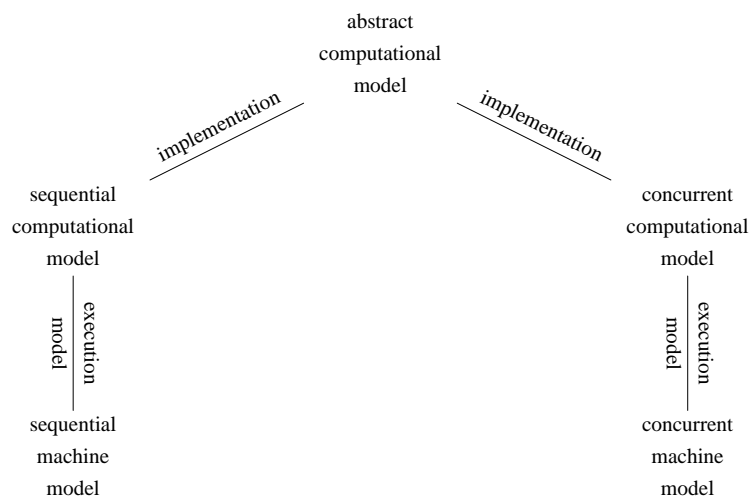 abstract
computational
model
implementation
implementation
sequential
computational
model
concurrent
computational
model
execution
model
execution
model
sequential
machine
model
concurrent
machine
model